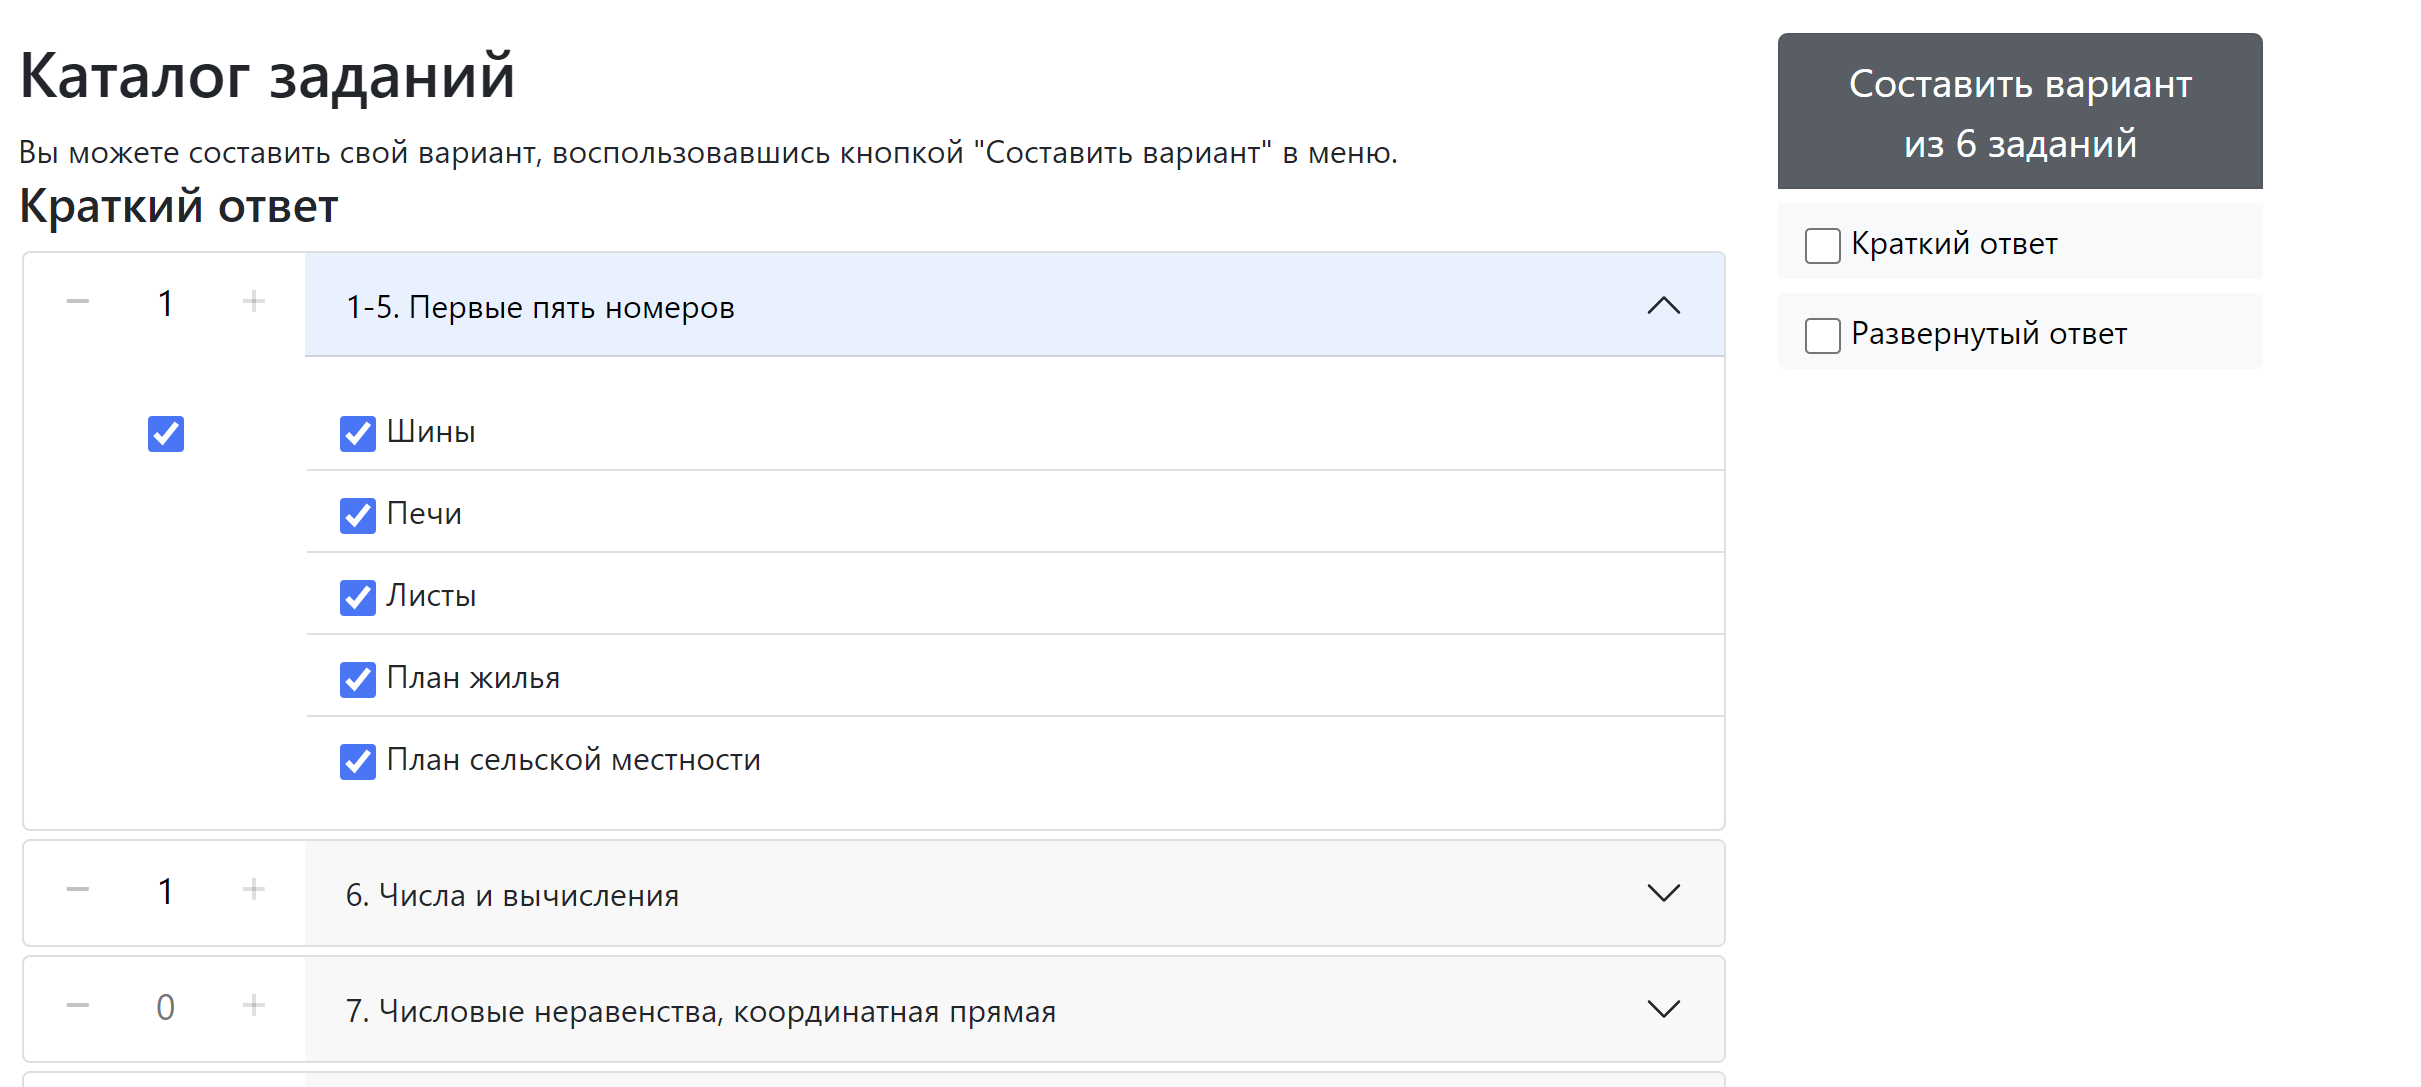 Каталог заданий
Вы можете составить свой вариант, воспользовавшись кнопкой "Составить вариант" в меню.
Краткий ответ
1
1-5. Первые пять номеров
Шины
Печи
Листы
План жилья
План сельской местности
1
6. Числа и вычисления
0
7. Числовые неравенства, координатная прямая
Составить вариант
из 6 заданий
Краткий ответ
Развернутый ответ